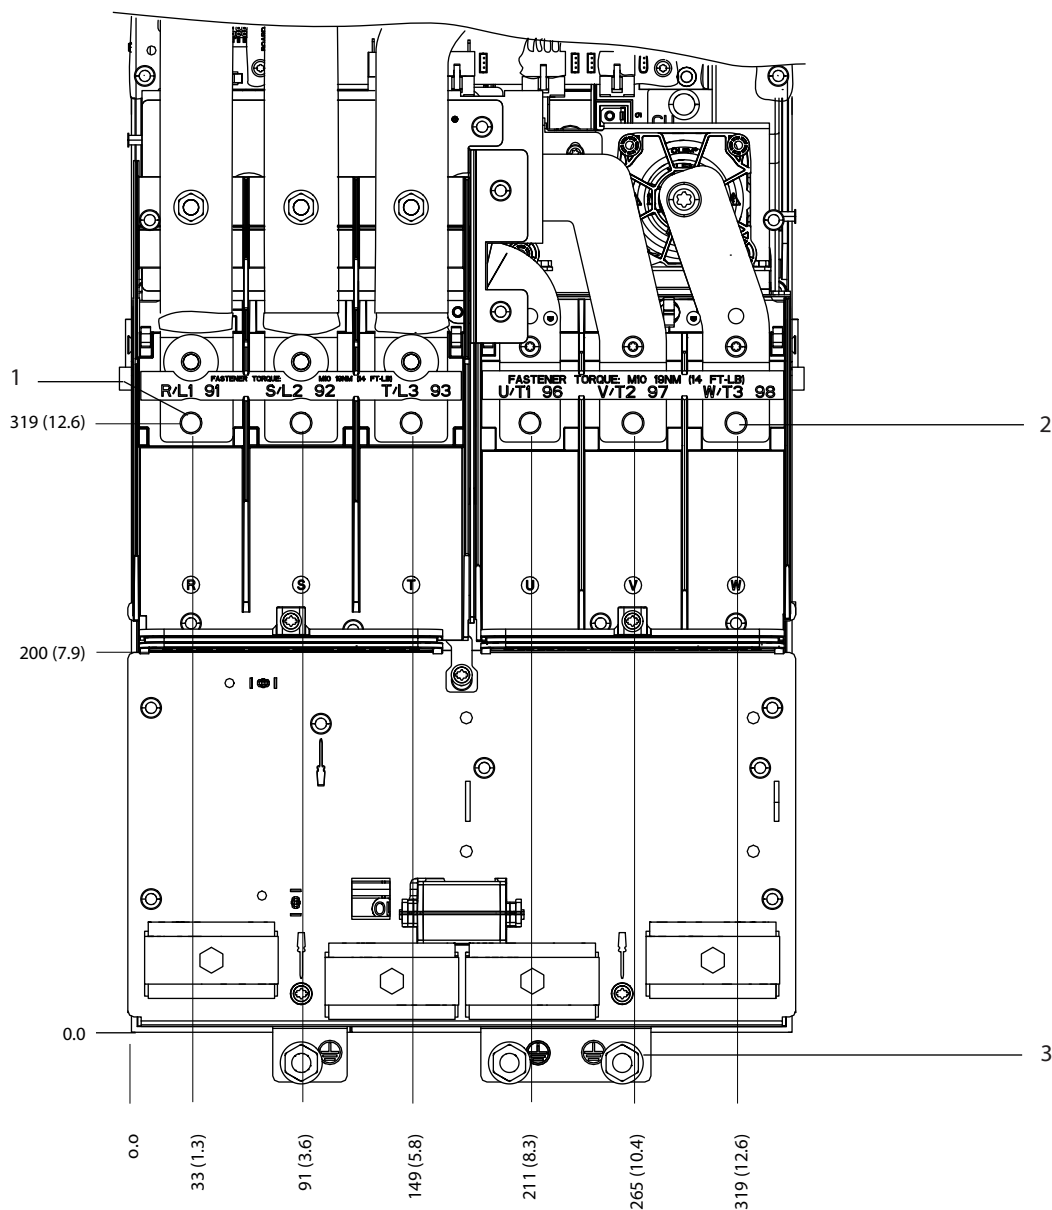 1
319 (12.6)
FASTENER TORQUE: M10 19NM (14 FT-LB)
R/L1 91 S/L2 92 T/L3 93
FASTENER TORQUE: M10 19NM (14 FT-LB)
U/T1 96 V/T2 97 W/T3 98
2
R S T U V W
200 (7.9)
0.0
3
0.0
33 (1.3)
91 (3.6)
149 (5.8)
211 (8.3)
265 (10.4)
319 (12.6)